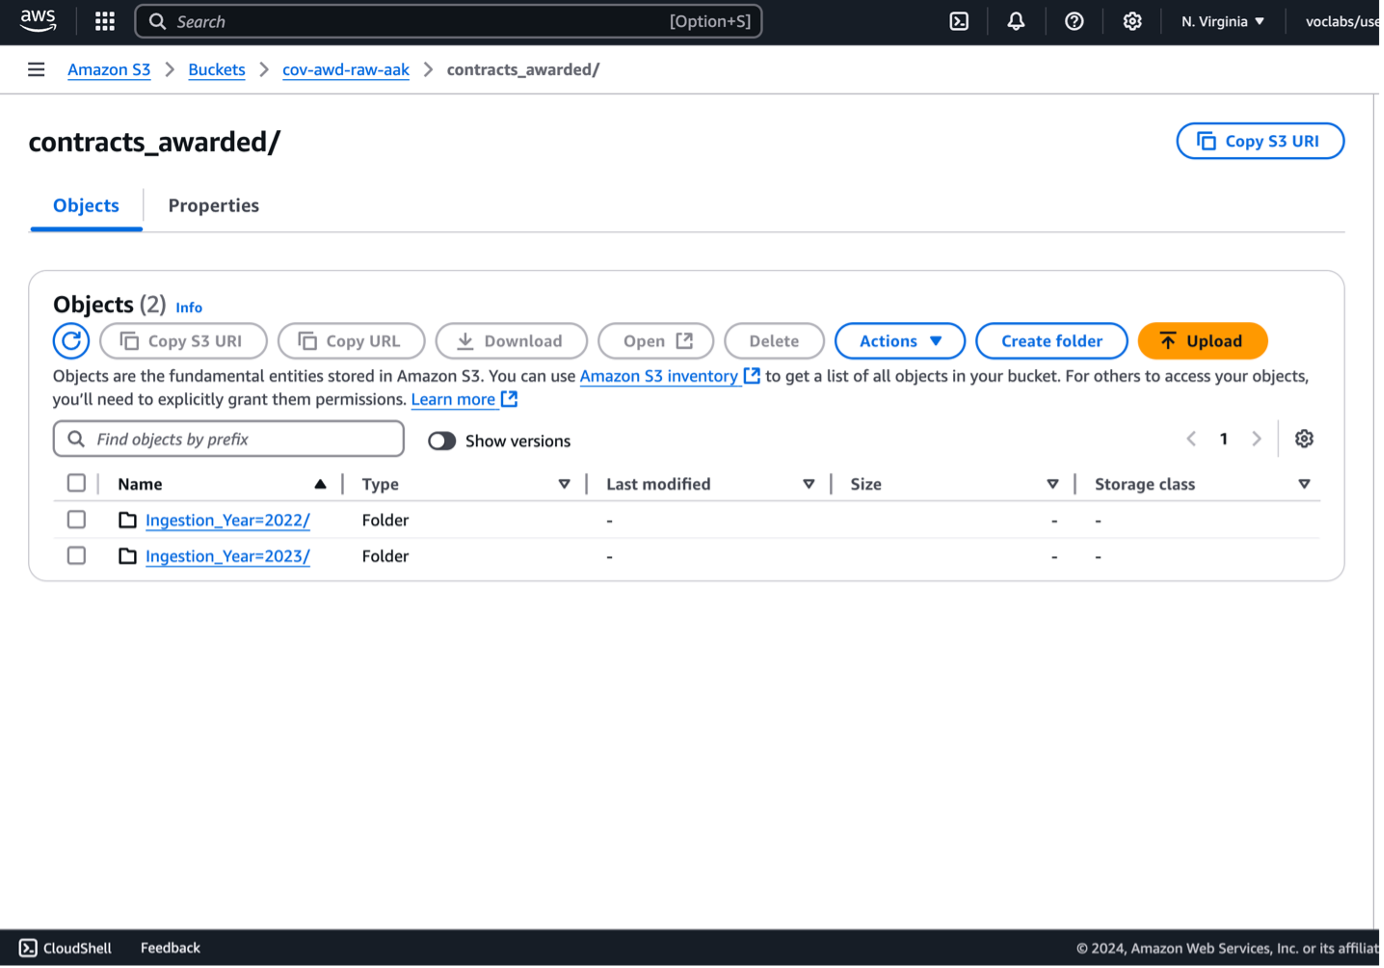 aws Search [Option+S] N. Virginia ▼ voclabs/use
Amazon S3 > Buckets > cov-awd-raw-aak > contracts_awarded/
contracts_awarded/ Copy S3 URI
Objects Properties
Objects (2) Info
Copy S3 URI Copy URL Download Open Delete Actions ▼ Create folder Upload
Objects are the fundamental entities stored in Amazon S3. You can use Amazon S3 inventory to get a list of all objects in your bucket. For others to access your objects,
you’ll need to explicitly grant them permissions. Learn more
Find objects by prefix Show versions < 1 >
Name ▲ | Type ▽ | Last modified ▽ | Size ▽ | Storage class ▽
Ingestion_Year=2022/ Folder - - -
Ingestion_Year=2023/ Folder - - -
CloudShell Feedback © 2024, Amazon Web Services, Inc. or its affiliat